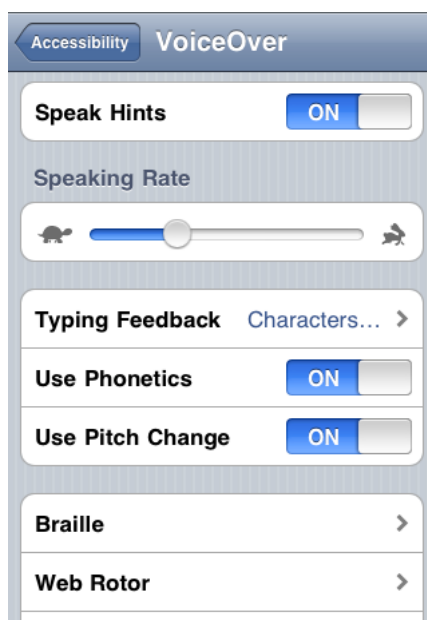 Accessibility VoiceOver
Speak Hints ON
Speaking Rate
Typing Feedback Characters...
Use Phonetics ON
Use Pitch Change ON
Braille
Web Rotor